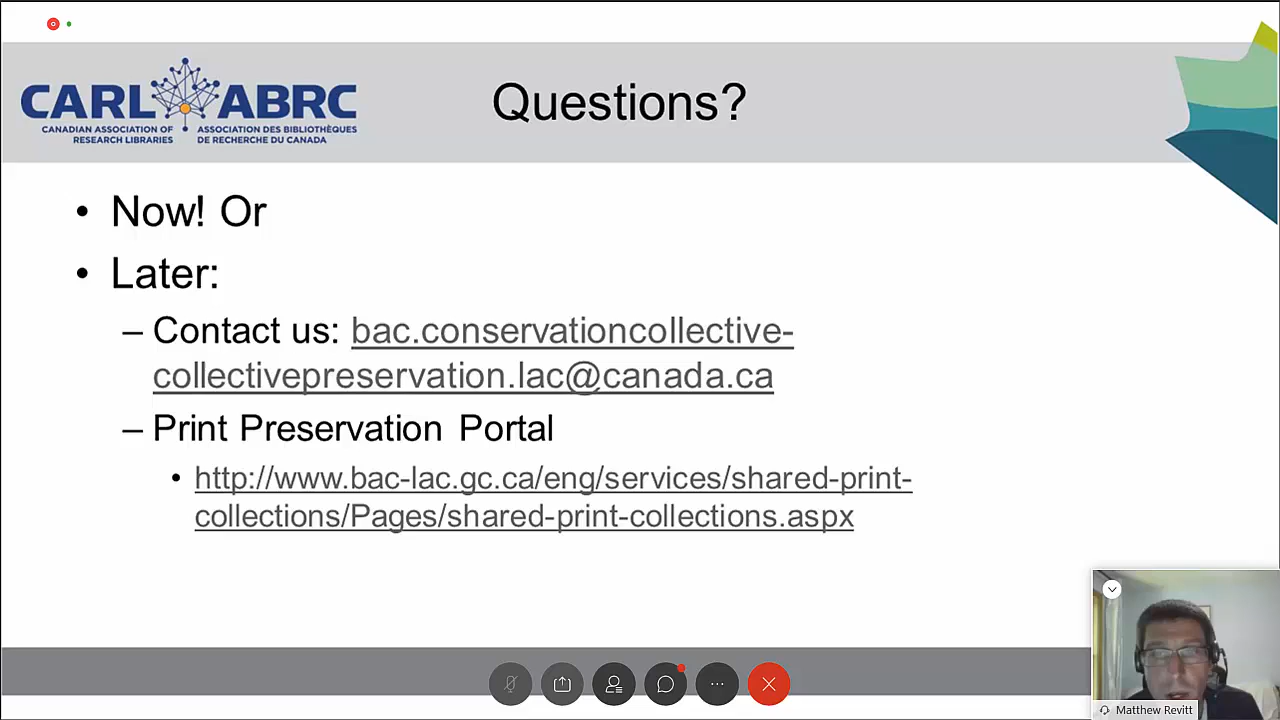 CARL ABRC
CANADIAN ASSOCIATION OF
RESEARCH LIBRARIES
ASSOCIATION DES BIBLIOTHÈQUES
DE RECHERCHE DU CANADA
Questions?
• Now! Or
• Later:
– Contact us: bac.conservationcollective-
collectivepreservation.lac@canada.ca
– Print Preservation Portal
• http://www.bac-lac.gc.ca/eng/services/shared-print-
collections/Pages/shared-print-collections.aspx
Matthew Revitt